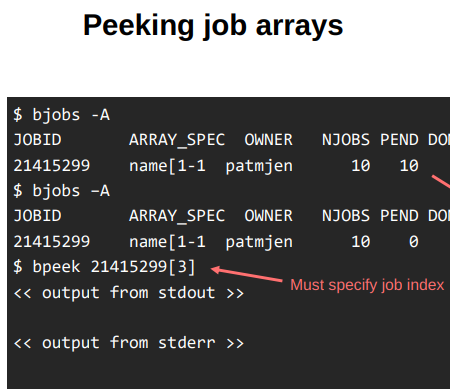 Peeking job arrays
$ bjobs -A
JOBID ARRAY_SPEC OWNER NJOBS PEND DO
21415299 name[1-1 patmjen 10 10
$ bjobs –A
JOBID ARRAY_SPEC OWNER NJOBS PEND DO
21415299 name[1-1 patmjen 10 0
$ bpeek 21415299[3]
Must specify job index
<< output from stdout >>
<< output from stderr >>